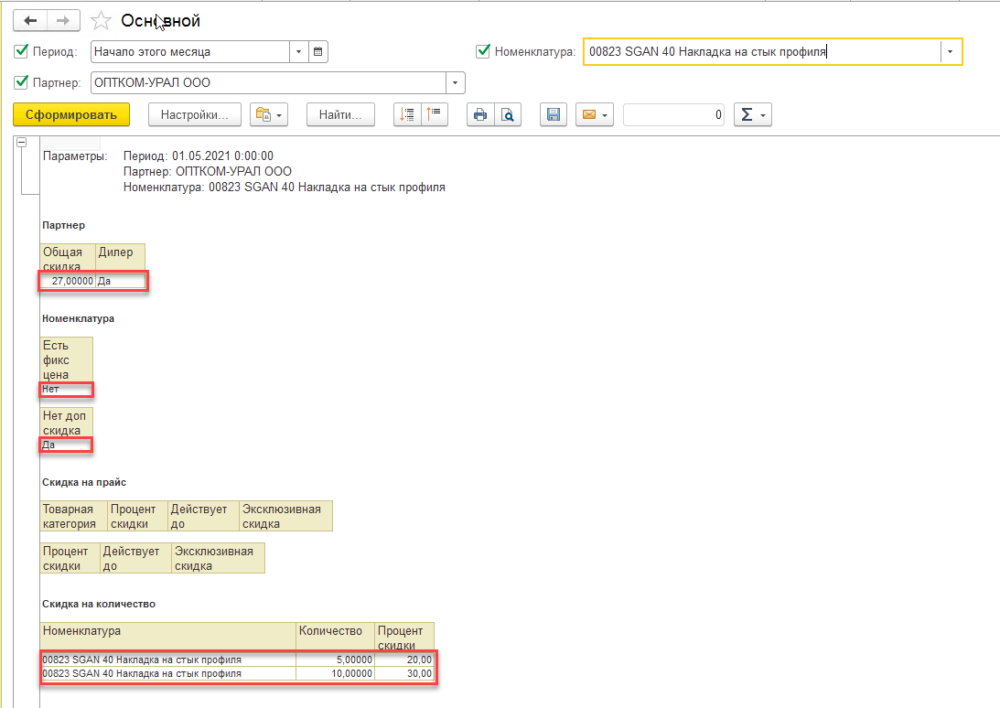 Основной
Период: Начало этого месяца Номенклатура: 00823 SGAN 40 Накладка на стык профиля
Партнер: ОПТКОМ-УРАЛ ООО
Сформировать Настройки... Найти... 0 Σ
Параметры: Период: 01.05.2021 0:00:00
Партнер: ОПТКОМ-УРАЛ ООО
Номенклатура: 00823 SGAN 40 Накладка на стык профиля
Партнер
Общая скидка Дилер
27,00000 Да
Номенклатура
Есть
фикс
цена
Нет
Нет доп
скидка
Да
Скидка на прайс
Товарная категория Процент скидки Действует до Эксклюзивная скидка
Процент скидки Действует до Эксклюзивная скидка
Скидка на количество
Номенклатура Количество Процент скидки
00823 SGAN 40 Накладка на стык профиля 5,00000 20,00
00823 SGAN 40 Накладка на стык профиля 10,00000 30,00